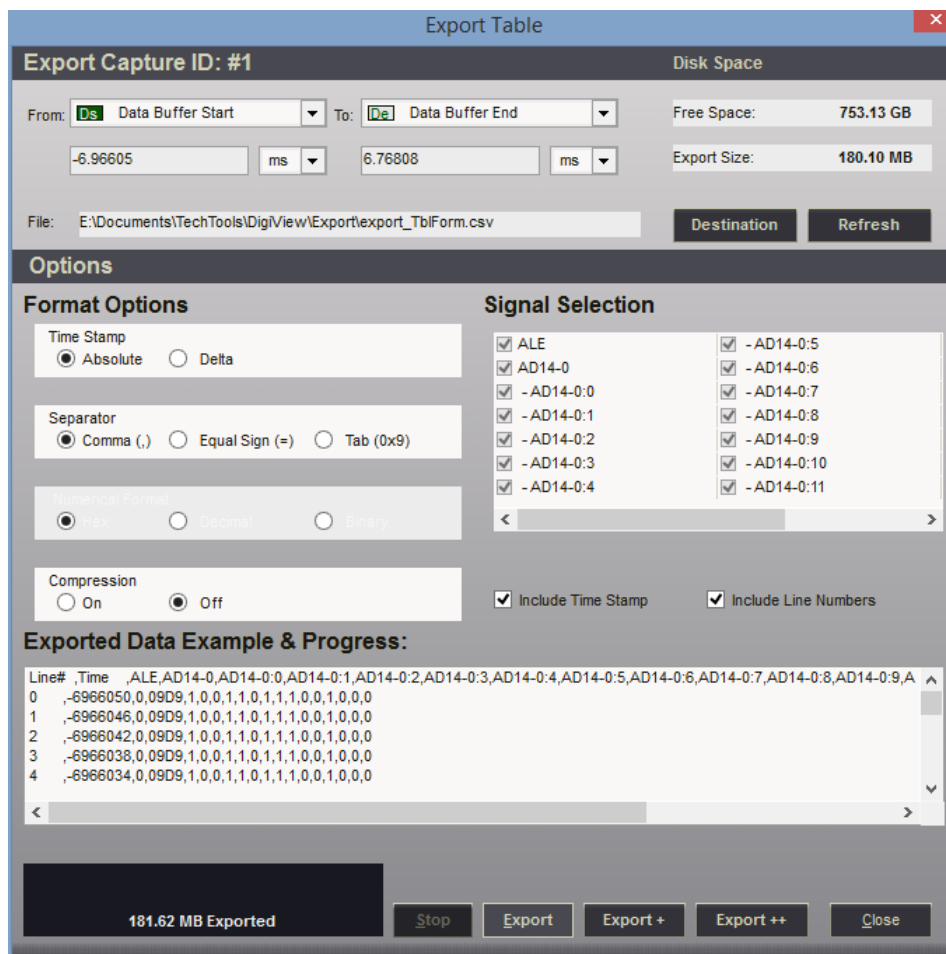 Export Table
Export Capture ID: #1
Disk Space
From: Ds Data Buffer Start To: De Data Buffer End
Free Space: 753.13 GB
-6.96605 ms 6.76808 ms
Export Size: 180.10 MB
File: E:\Documents\TechTools\DigiView\Export\export_TblForm.csv
Destination Refresh
Options
Format Options
Signal Selection
Time Stamp
Absolute Delta
Separator
Comma (,) Equal Sign (=) Tab (0x9)
Numerical Format
Hex Decimal Binary
Compression
On Off
ALE - AD14-0:5
AD14-0 - AD14-0:6
- AD14-0:0 - AD14-0:7
- AD14-0:1 - AD14-0:8
- AD14-0:2 - AD14-0:9
- AD14-0:3 - AD14-0:10
- AD14-0:4 - AD14-0:11
Include Time Stamp Include Line Numbers
Exported Data Example & Progress:
Line# ,Time ,ALE,AD14-0,AD14-0:0,AD14-0:1,AD14-0:2,AD14-0:3,AD14-0:4,AD14-0:5,AD14-0:6,AD14-0:7,AD14-0:8,AD14-0:9,A
0 ,-6966050,0,09D9,1,0,0,1,1,0,1,1,1,0,0,1,0,0,0
1 ,-6966046,0,09D9,1,0,0,1,1,0,1,1,1,0,0,1,0,0,0
2 ,-6966042,0,09D9,1,0,0,1,1,0,1,1,1,0,0,1,0,0,0
3 ,-6966038,0,09D9,1,0,0,1,1,0,1,1,1,0,0,1,0,0,0
4 ,-6966034,0,09D9,1,0,0,1,1,0,1,1,1,0,0,1,0,0,0
181.62 MB Exported
Stop Export Export + Export ++ Close